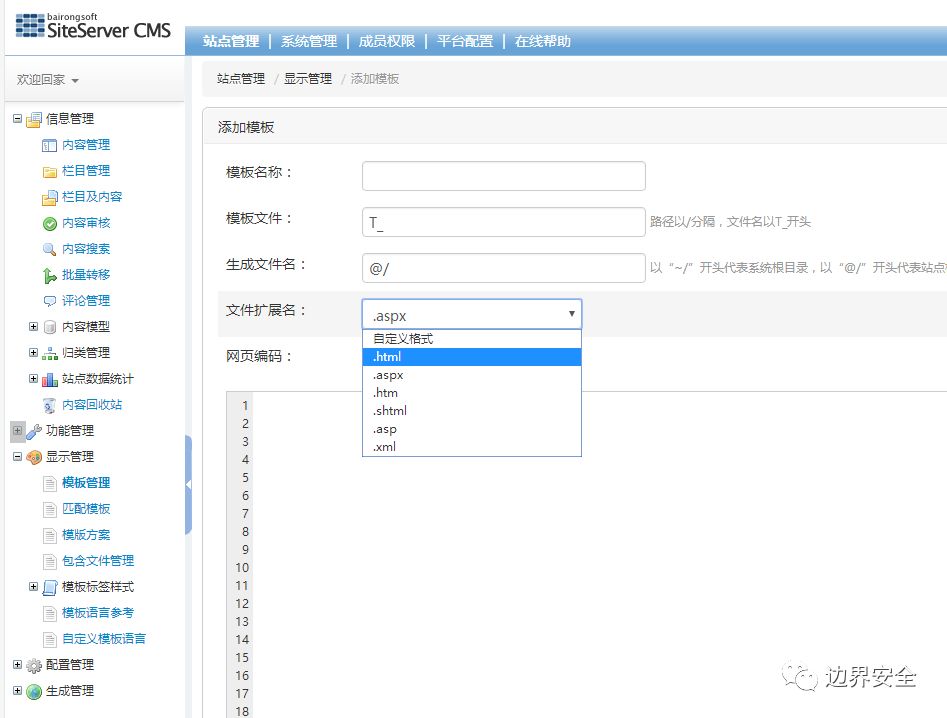 bairongsoft
SiteServer CMS
站点管理 | 系统管理 | 成员权限 | 平台配置 | 在线帮助
欢迎回家
站点管理 / 显示管理 / 添加模板
信息管理
内容管理
栏目管理
栏目及内容
内容审核
内容搜索
批量转移
评论管理
内容模型
归类管理
站点数据统计
内容回收站
功能管理
显示管理
模板管理
匹配模板
模版方案
包含文件管理
模板标签样式
模板语言参考
自定义模板语言
配置管理
生成管理
添加模板
模板名称：
模板文件： T_ 路径以/分隔，文件名以T_开头
生成文件名： @/ 以“~/”开头代表系统根目录，以“@/”开头代表站点
文件扩展名： .aspx
自定义格式
.html
.aspx
.htm
.shtml
.asp
.xml
网页编码：
1
2
3
4
5
6
7
8
9
10
11
12
13
14
15
16
17
18
边界安全